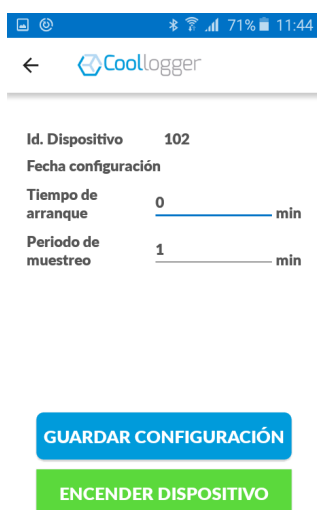 71% 11:44
Coollogger
Id. Dispositivo 102
Fecha configuración
Tiempo de
arranque 0 min
Periodo de
muestreo 1 min
GUARDAR CONFIGURACIÓN
ENCENDER DISPOSITIVO